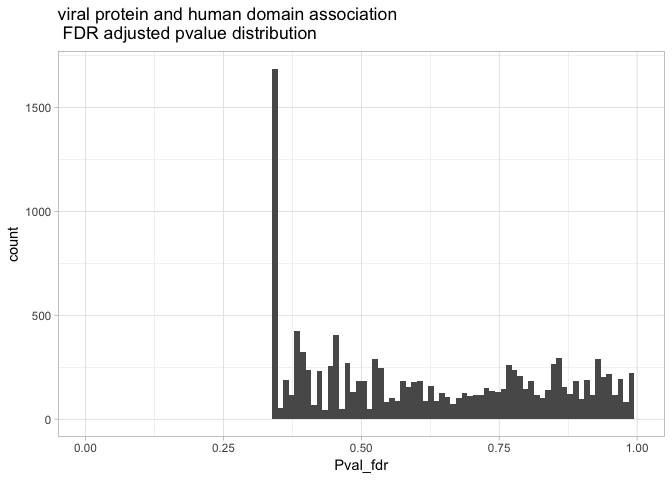 viral protein and human domain association
FDR adjusted pvalue distribution
1500
1000
500
0
count
0.00 0.25 0.50 0.75 1.00
Pval_fdr